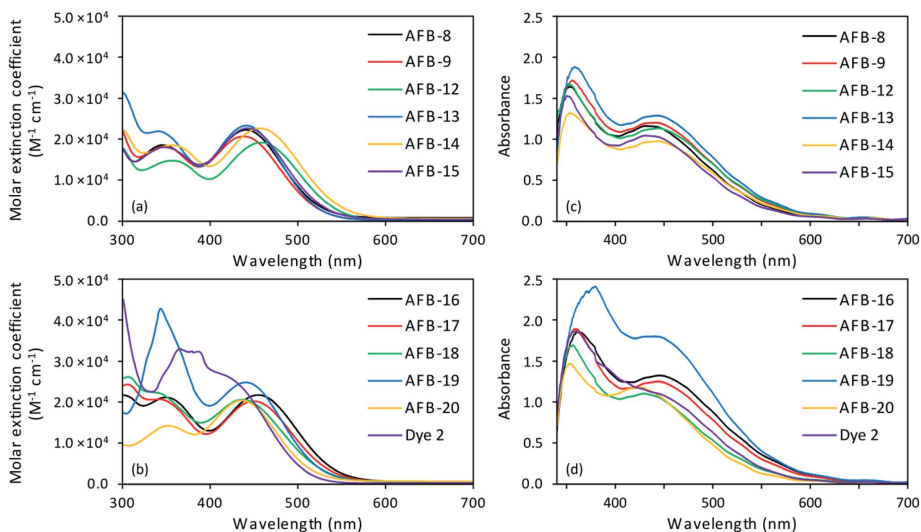 Molar extinction coefficient
(M⁻¹ cm⁻¹)
5.0 ×10⁴
4.0 ×10⁴
3.0 ×10⁴
2.0 ×10⁴
1.0 ×10⁴
0.0
AFB-8
AFB-9
AFB-12
AFB-13
AFB-14
AFB-15
(a)
300 400 500 600 700
Wavelength (nm)
Absorbance
2.5
2.0
1.5
1.0
0.5
0.0
AFB-8
AFB-9
AFB-12
AFB-13
AFB-14
AFB-15
(c)
400 500 600 700
Wavelength (nm)
Molar extinction coefficient
(M⁻¹ cm⁻¹)
5.0 ×10⁴
4.0 ×10⁴
3.0 ×10⁴
2.0 ×10⁴
1.0 ×10⁴
0.0
AFB-16
AFB-17
AFB-18
AFB-19
AFB-20
Dye 2
(b)
300 400 500 600 700
Wavelength (nm)
Absorbance
2.5
2.0
1.5
1.0
0.5
0.0
AFB-16
AFB-17
AFB-18
AFB-19
AFB-20
Dye 2
(d)
400 500 600 700
Wavelength (nm)